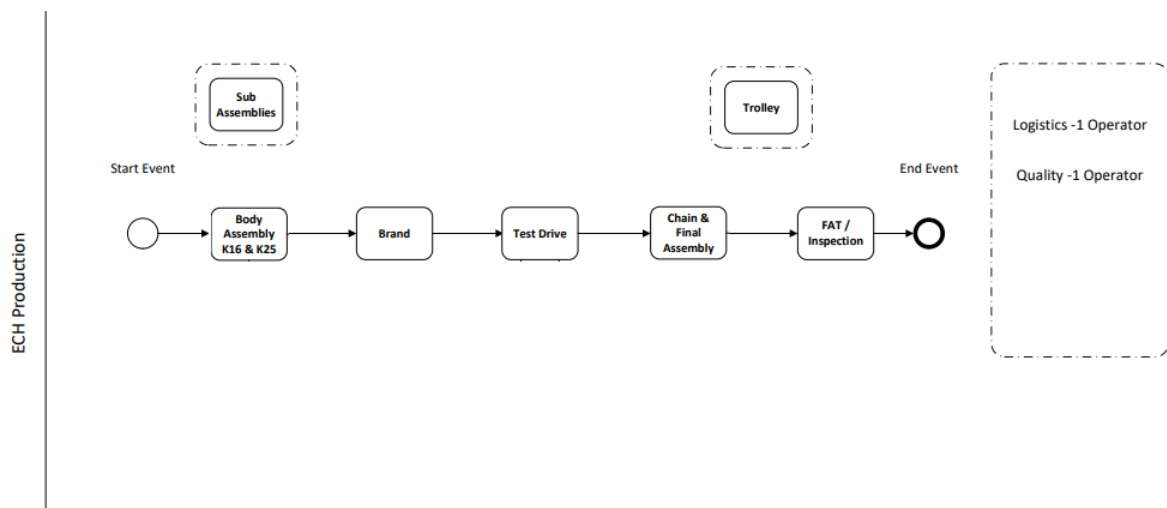 ECH Production
Sub
Assemblies
Trolley
Logistics -1 Operator
Quality -1 Operator
Start Event
End Event
Body
Assembly
K16 & K25
Brand
Test Drive
Chain &
Final
Assembly
FAT /
Inspection